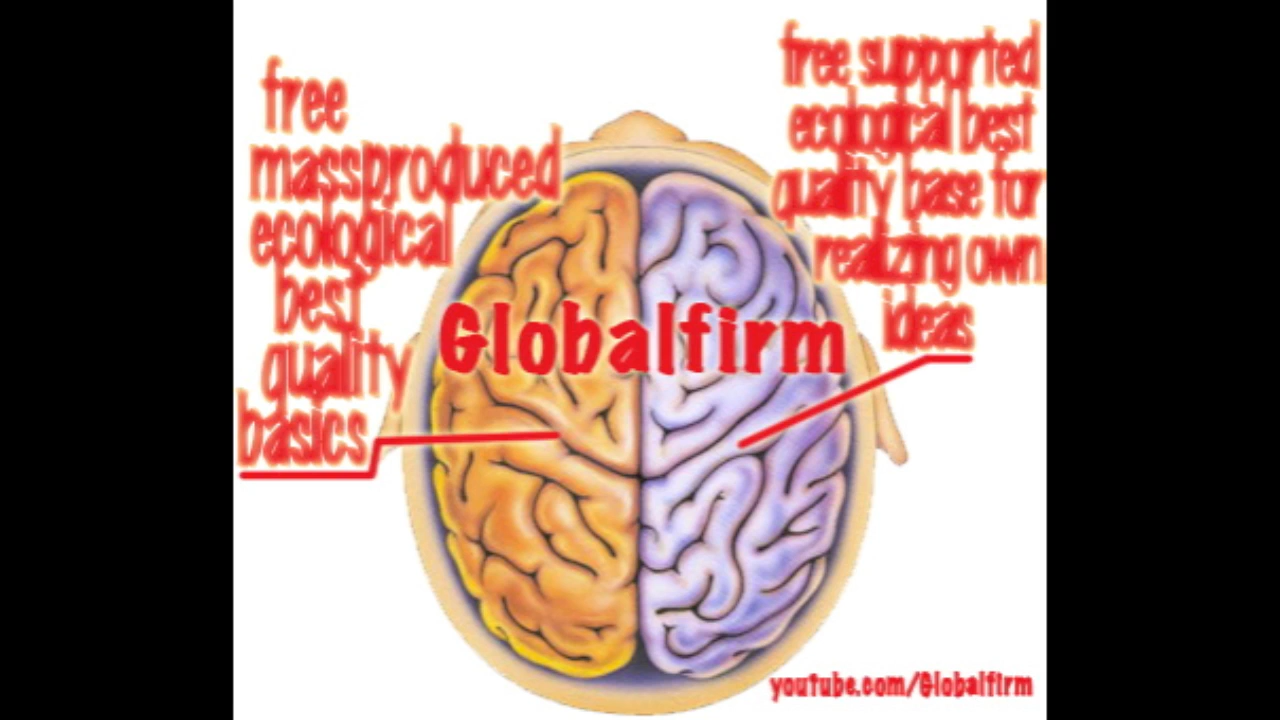 free
massproduced
ecological
best
quality
basics
free supported
ecological best
quality base for
realizing own
ideas
Globalfirm
youtube.com/Globalfirm